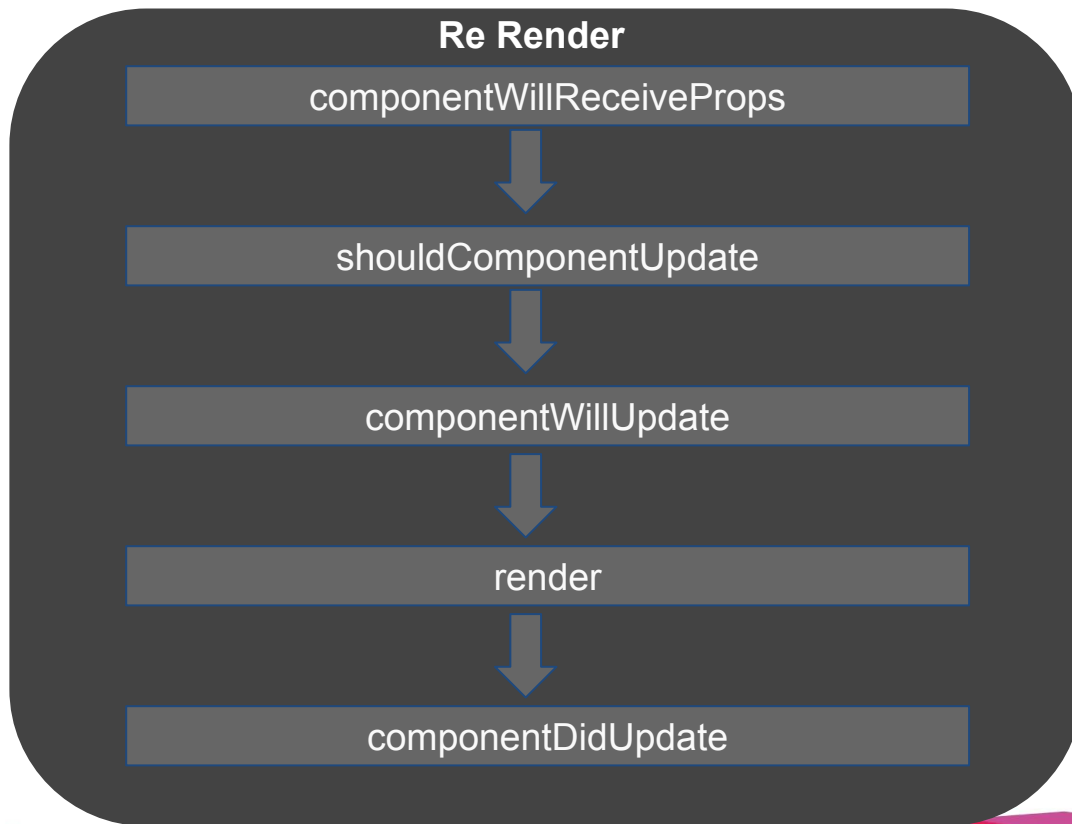 Re Render
componentWillReceiveProps
shouldComponentUpdate
componentWillUpdate
render
componentDidUpdate